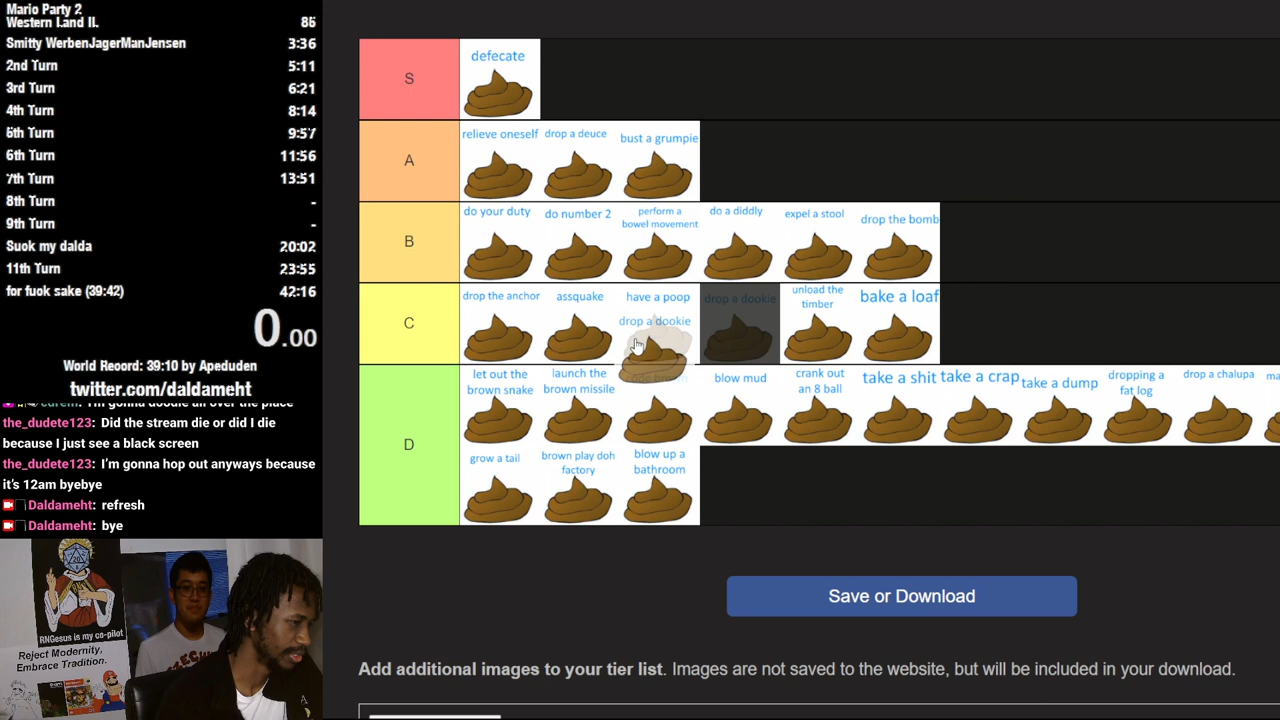 Mario Party 2
Western Land II. 85
Smitty WerbenJagerManJensen 3:36
2nd Turn 5:11
3rd Turn 6:21
4th Turn 8:14
5th Turn 9:57
6th Turn 11:56
7th Turn 13:51
8th Turn -
9th Turn -
Suok my dalda 20:02
11th Turn 23:55
for fuok sake (39:42) 42:16
0.00
World Reoord: 39:10 by Apeduden
twitter.com/daldameht
the_dudete123: Did the stream die or did I die
because I just see a black screen
the_dudete123: I'm gonna hop out anyways because
it's 12am byebye
Daldameht: refresh
Daldameht: bye
RNGesus is my co-pilot
Reject Modernity,
Embrace Tradition.
S
defecate
A
relieve oneself drop a deuce bust a grumpie
B
do your duty do number 2 perform a bowel movement do a diddly expel a stool drop the bomb
C
drop the anchor assquake have a poop drop a dookie unload the timber bake a loaf
drop a dookie
D
let out the brown snake launch the brown missile blow mud crank out an 8 ball take a shit take a crap take a dump dropping a fat log drop a chalupa
grow a tail brown play doh factory blow up a bathroom
Save or Download
Add additional images to your tier list. Images are not saved to the website, but will be included in your download.